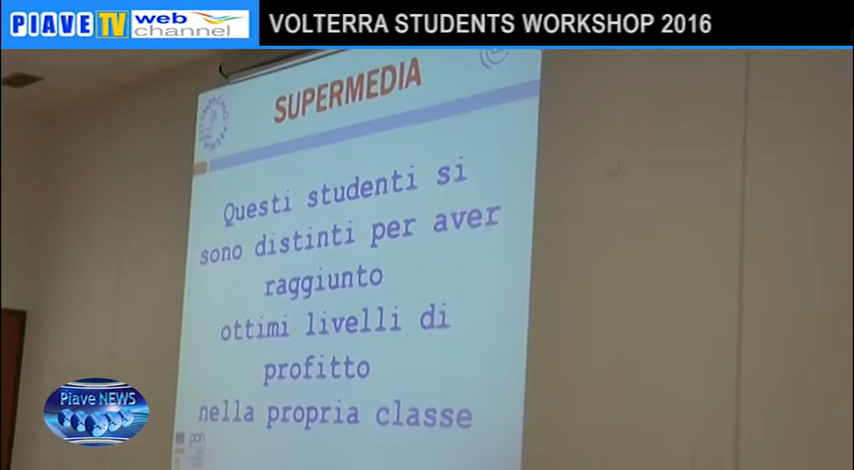 PIAVE TV web channel
VOLTERRA STUDENTS WORKSHOP 2016
SUPERMEDIA
Questi studenti si
sono distinti per aver
raggiunto
ottimi livelli di
profitto
nella propria classe
Piave NEWS
pon